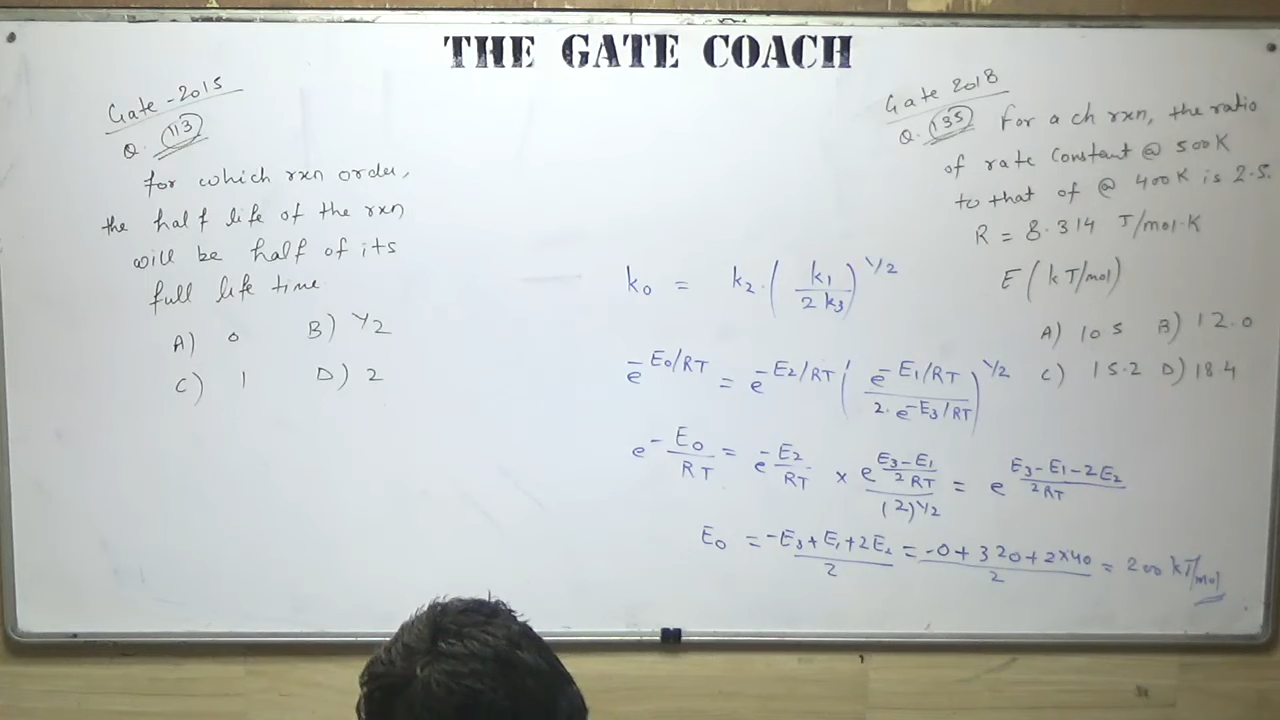 THE GATE COACH
Gate - 2015
Q. 113
for which rxn order,
the half life of the rxn
will be half of its
full life time
A) 0 B) 1/2
C) 1 D) 2
Gate 2018
Q. 135 For a ch rxn, the ratio
of rate constant @ 500K
to that of @ 400K is 2.5.
R = 8.314 J/mol.K
E (kJ/mol)
A) 10 5 B) 12.0
C) 15.2 D) 18 4
k0 = k2.(k1/2k3)^1/2
e^-E0/RT = e^-E2/RT (e^-E1/RT / 2.e^-E3/RT)^1/2
e^-E0/RT = e^-E2/RT x e^(E3-E1/2RT)/(2)^1/2 = e^(E3-E1-2E2/2RT)
E0 = -E3+E1+2E2/2 = -0+320+2x40/2 = 200 kJ/mol